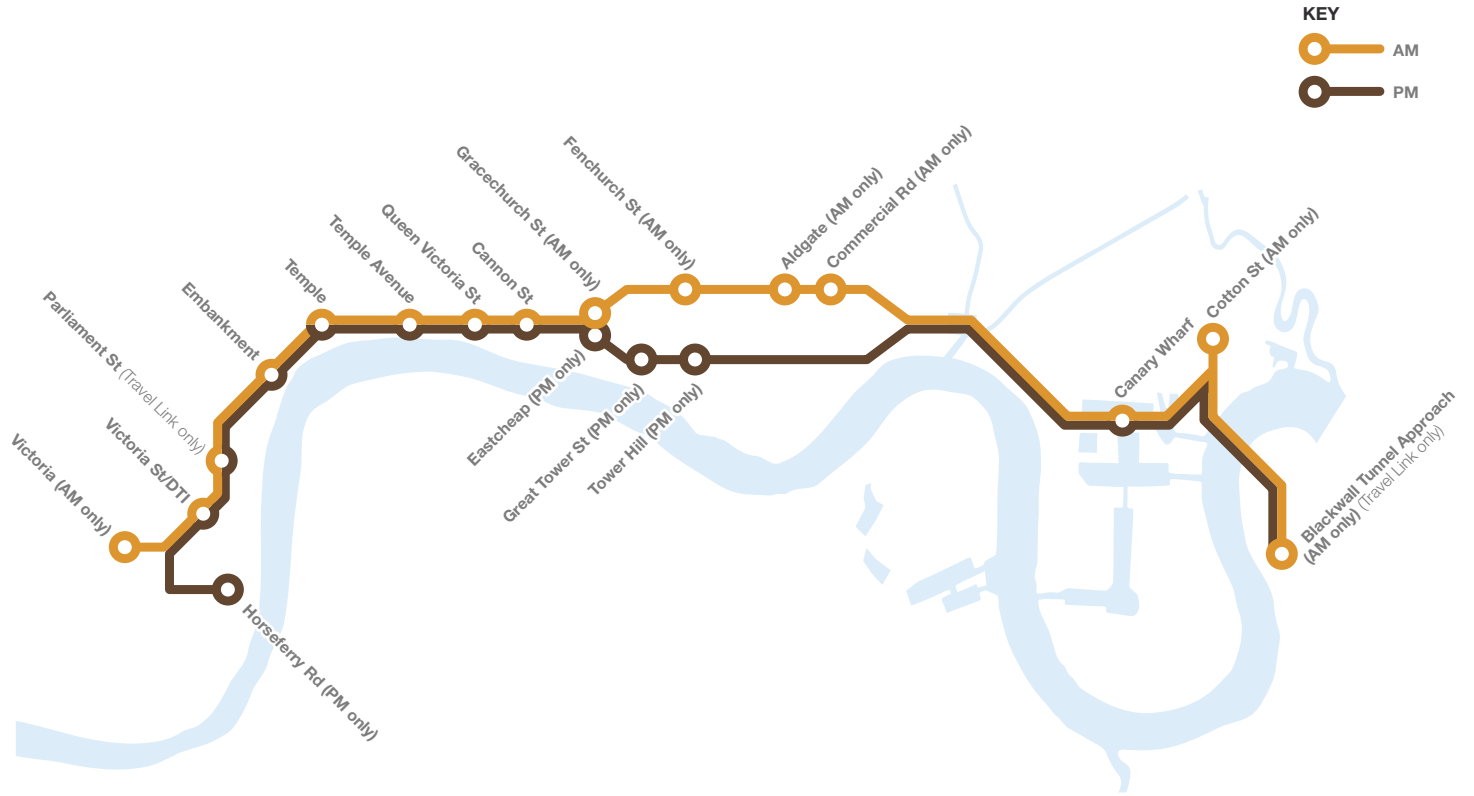 KEY
AM
PM
Victoria (AM only)
Victoria St/DTI
Parliament St (Travel Link only)
Embankment
Temple
Temple Avenue
Queen Victoria St
Cannon St
Gracechurch St (AM only)
Fenchurch St (AM only)
Aldgate (AM only)
Commercial Rd (AM only)
Canary Wharf
Cotton St (AM only)
Blackwall Tunnel Approach
(AM only) (Travel Link only)
Eastcheap (PM only)
Great Tower St (PM only)
Tower Hill (PM only)
Horseferry Rd (PM only)